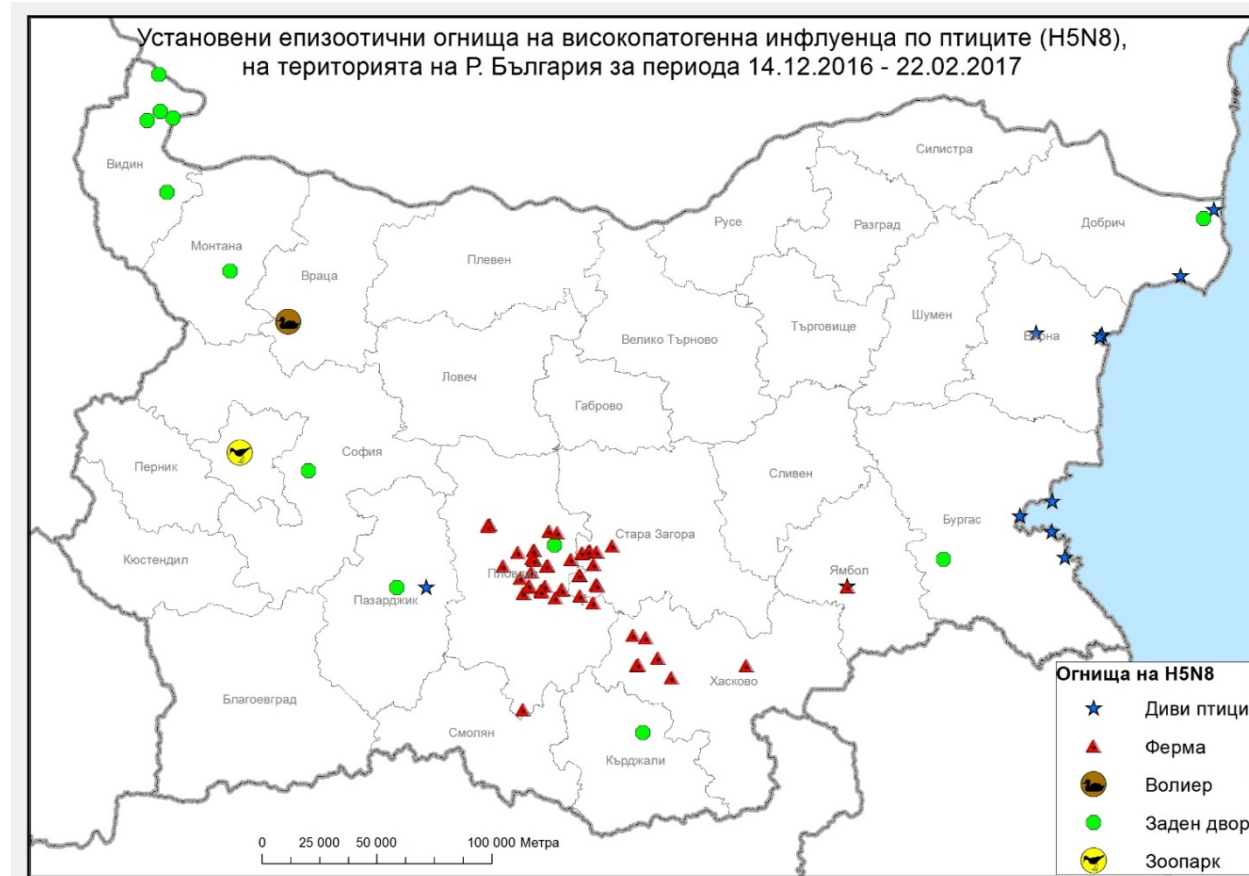 Установени епизоотични огнища на високопатогенна инфлуенца по птиците (H5N8),
на територията на Р. България за периода 14.12.2016 - 22.02.2017
Силистра
Видин
Русе
Разград
Добрич
Монтана
Враца
Плевен
Шумен
Търговище
Варна
Велико Търново
Ловеч
Габрово
София
Перник
Сливен
Стара Загора
Бургас
Кюстендил
Пловдив
Ямбол
Пазарджик
Хасково
Благоевград
Смолян
Кърджали
Огнища на H5N8
Диви птици
Ферма
Волиер
Заден двор
Зоопарк
0 25 000 50 000 100 000 Метра